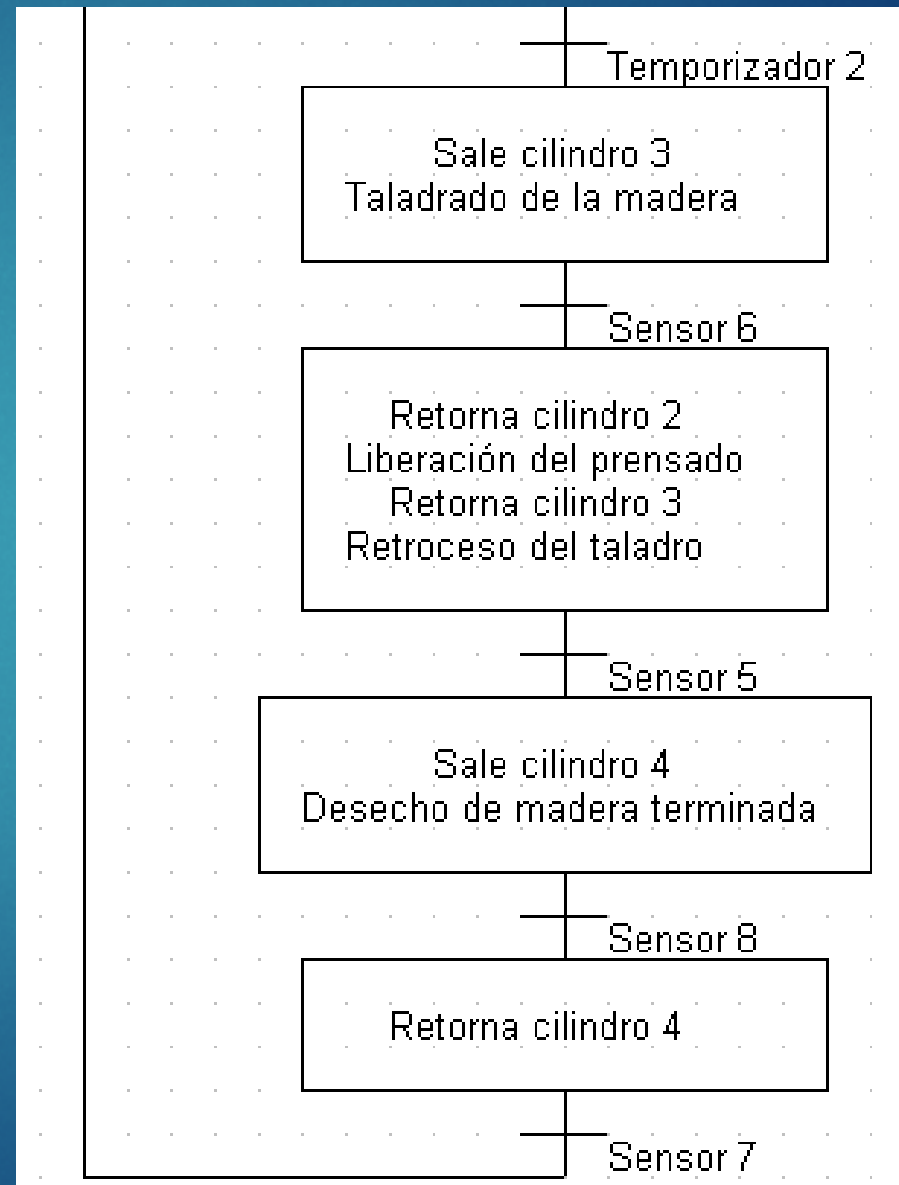 Temporizador 2
Sale cilindro 3
Taladrado de la madera
Sensor 6
Retorna cilindro 2
Liberación del prensado
Retorna cilindro 3
Retroceso del taladro
Sensor 5
Sale cilindro 4
Desecho de madera terminada
Sensor 8
Retorna cilindro 4
Sensor 7